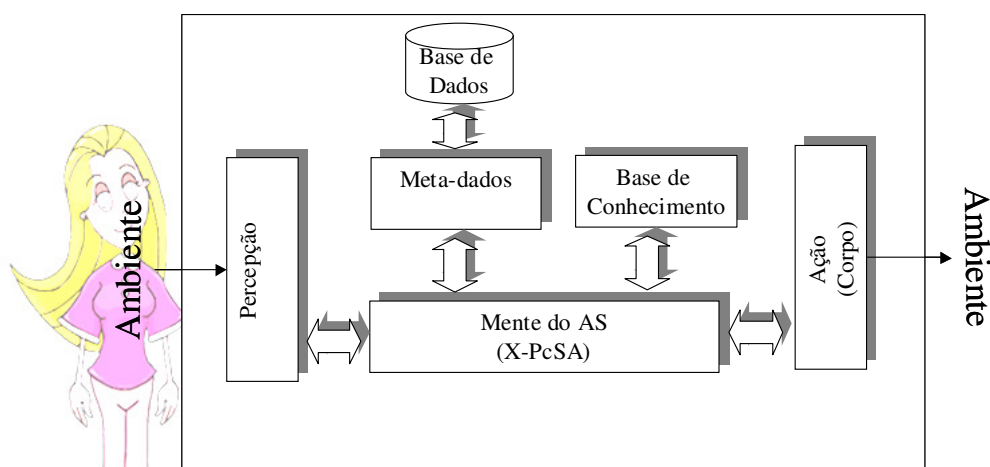 Base de
Dados
Meta-dados
Base de
Conhecimento
Ambiente
Percepção
Mente do AS
(X-PcSA)
Ação
(Corpo)
Ambiente